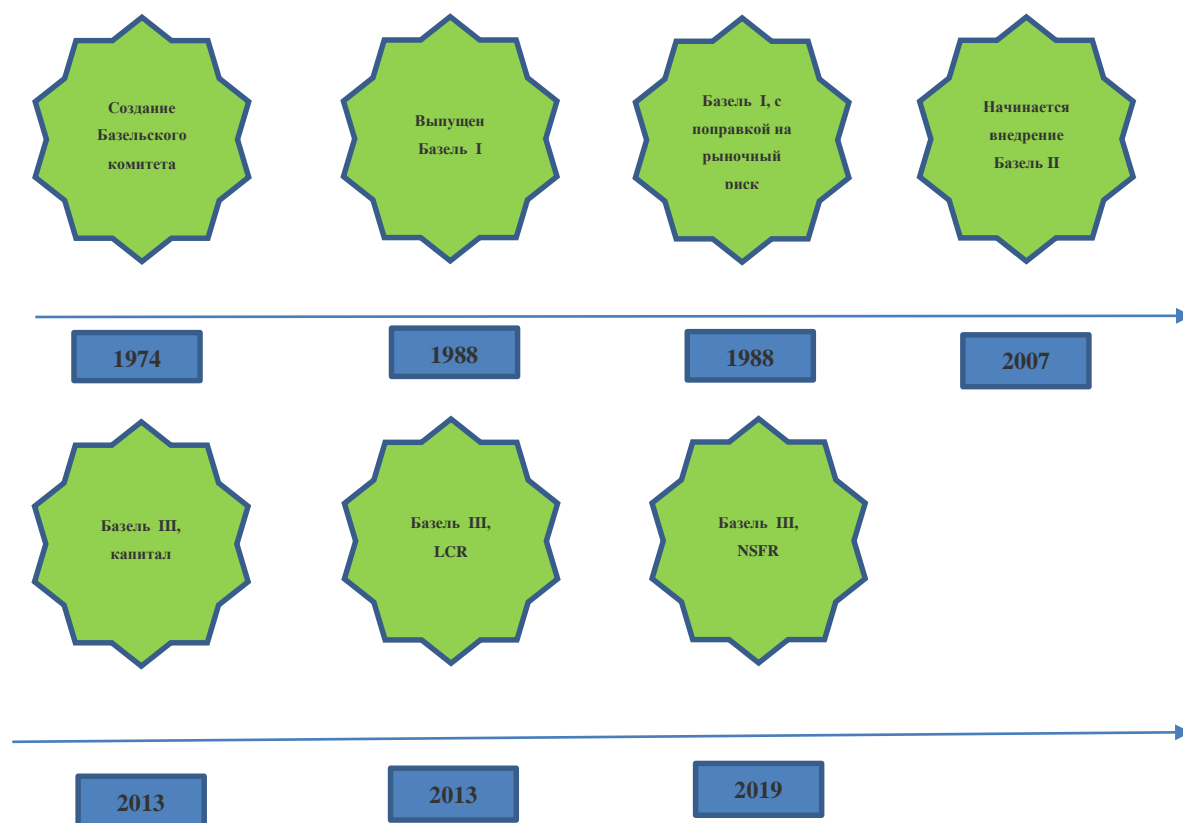 Создание
Базельского
комитета
Выпущен
Базель I
Базель I, с
поправкой на
рыночный
риск
Начинается
внедрение
Базель II
1974
1988
1988
2007
Базель III,
капитал
Базель III,
LCR
Базель III,
NSFR
2013
2013
2019